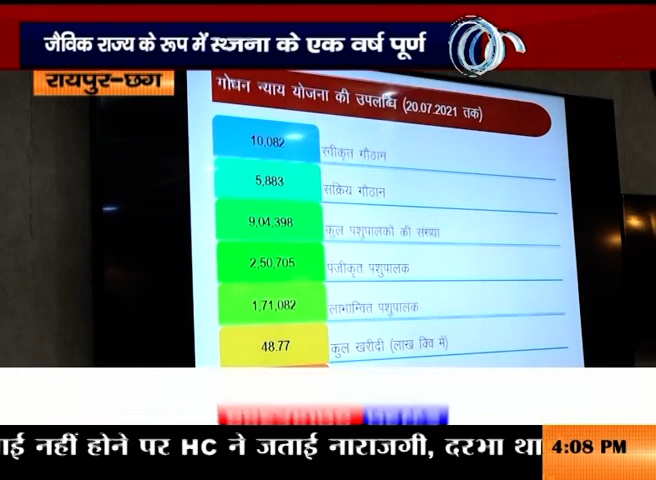 जैविक राज्य के रूप में स्थजना के एक वर्ष पूर्ण
रायपुर-छग
गोधन न्याय योजना की उपलब्धि (20.07.2021 तक)
10,082 स्वीकृत गौठान
5,883 सक्रिय गौठान
9,04,398 कुल पशुपालकों की संख्या
2,50,705 पंजीकृत पशुपालक
1,71,082 लाभान्वित पशुपालक
48.77 कुल खरीदी (लाख क्विं में)
ाई नहीं होने पर HC ने जताई नाराजगी, दरभा था
4:08 PM